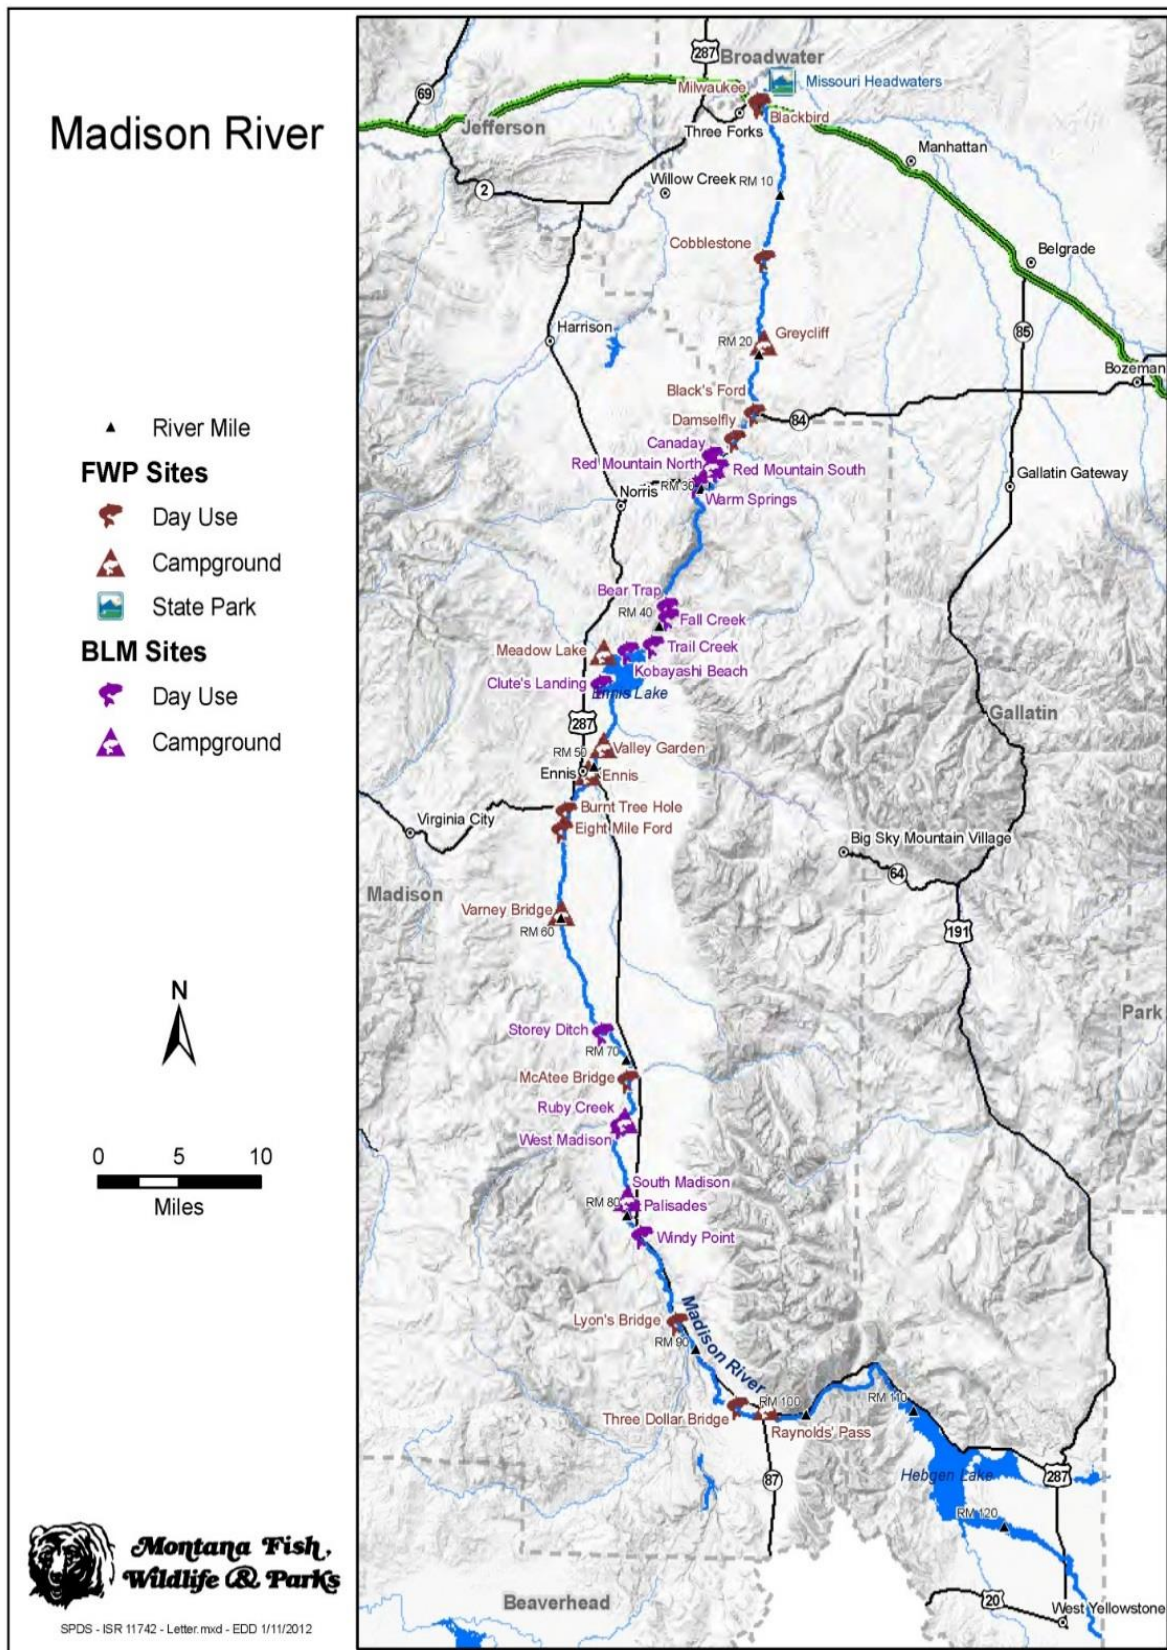 Madison River
River Mile
FWP Sites
Day Use
Campground
State Park
BLM Sites
Day Use
Campground
N
0 5 10
Miles
Montana Fish,
Wildlife & Parks
SPDS - ISR 11742 - Letter.mxd - EDD 1/11/2012
287
Broadwater
Milwaukee
Missouri Headwaters
69
Blackbird
Jefferson
Three Forks
Manhattan
2
Willow Creek
RM 10
Cobblestone
Belgrade
Harrison
RM 20
Greycliff
85
Bozeman
Black's Ford
84
Damselfly
Canaday
Red Mountain North
Red Mountain South
Gallatin Gateway
RM 30
Norris
Warm Springs
Bear Trap
RM 40
Fall Creek
Meadow Lake
Trail Creek
Kobayashi Beach
Clute's Landing
Ennis Lake
287
Gallatin
RM 50
Valley Garden
Ennis
Ennis
Burnt Tree Hole
Virginia City
Eight Mile Ford
Big Sky Mountain Village
64
Madison
Varney Bridge
RM 60
191
Park
Storey Ditch
RM 70
McAtee Bridge
Ruby Creek
West Madison
South Madison
RM 80
Palisades
Windy Point
Madison River
Lyon's Bridge
RM 90
RM 100
RM 110
Three Dollar Bridge
Raynolds' Pass
87
Hebgen Lake
287
RM 120
Beaverhead
20
West Yellowstone